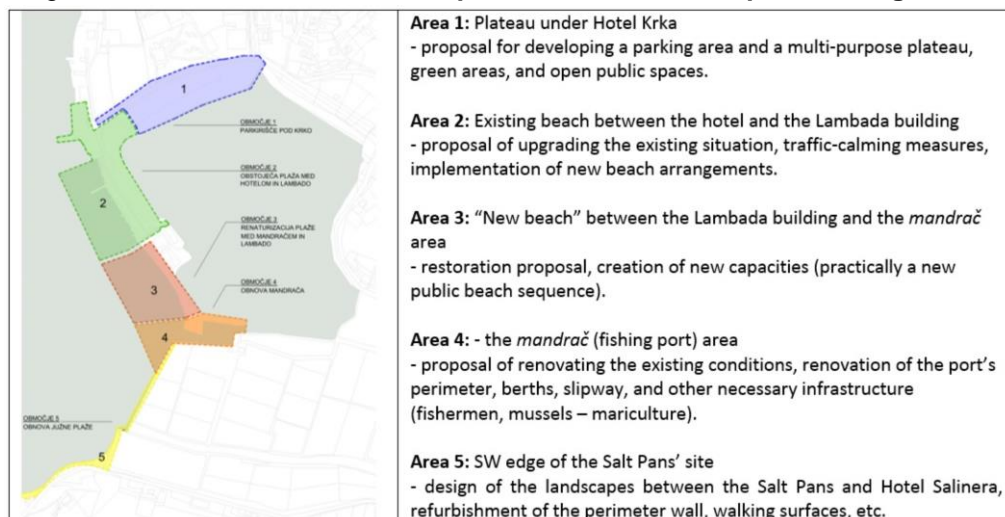 1
OBMOČJE 1
PARKIRIŠČE POD KRKO
OBMOČJE 2
OBSTOJEČA PLAŽA MED
HOTELOM IN LAMBADO
2
OBMOČJE 3
RENATURIZACIJA PLAŽE
MED MANDRAČEM IN
LAMBADO
3
OBMOČJE 4
OBNOVA MANDRAČA
4
OBMOČJE 5
OBNOVA JUŽNE PLAŽE
5
Area 1: Plateau under Hotel Krka
- proposal for developing a parking area and a multi-purpose plateau,
green areas, and open public spaces.
Area 2: Existing beach between the hotel and the Lambada building
- proposal of upgrading the existing situation, traffic-calming measures,
implementation of new beach arrangements.
Area 3: “New beach” between the Lambada building and the mandrač
area
- restoration proposal, creation of new capacities (practically a new
public beach sequence).
Area 4: - the mandrač (fishing port) area
- proposal of renovating the existing conditions, renovation of the port’s
perimeter, berths, slipway, and other necessary infrastructure
(fishermen, mussels – mariculture).
Area 5: SW edge of the Salt Pans’ site
- design of the landscapes between the Salt Pans and Hotel Salinera,
refurbishment of the perimeter wall, walking surfaces, etc.